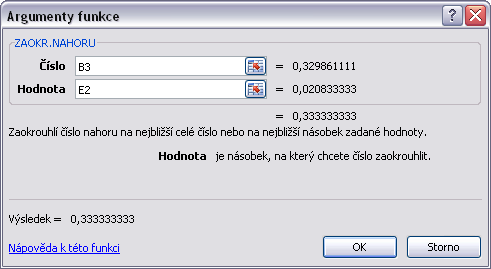 Argumenty funkce
ZAOKR.NAHORU
Číslo B3 = 0,329861111
Hodnota E2 = 0,020833333
= 0,333333333
Zaokrouhlí číslo nahoru na nejbližší celé číslo nebo na nejbližší násobek zadané hodnoty.
Hodnota je násobek, na který chcete číslo zaokrouhlit.
Výsledek = 0,333333333
Nápověda k této funkci OK Storno